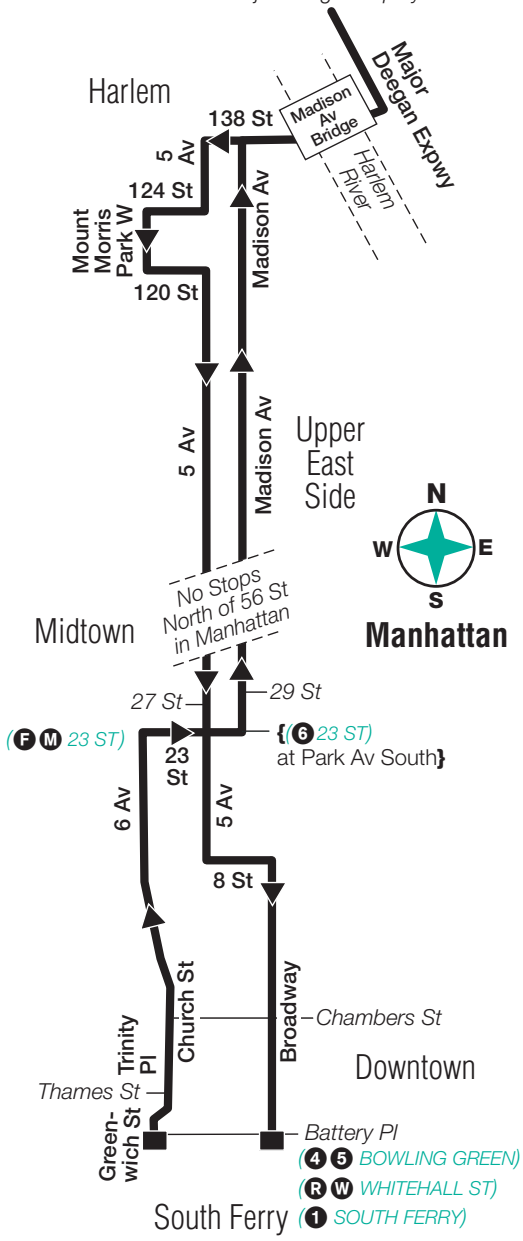 Major
Deegan Expwy
Harlem
138 St
Madison
Av
Bridge
5
Av
Harlem
River
124 St
Mount
Morris
Park W
Madison Av
120 St
5 Av
Madison Av
Upper
East
Side
N
W E
S
Manhattan
No Stops
North of 56 St
in Manhattan
Midtown
27 St
29 St
(F M 23 ST)
{(6 23 ST)
at Park Av South}
23
St
6 Av
5 Av
8 St
Church St
Broadway
Chambers St
Trinity
Pl
Downtown
Thames St
Green-
wich St
Battery Pl
(4 5 BOWLING GREEN)
(R W WHITEHALL ST)
South Ferry (1 SOUTH FERRY)